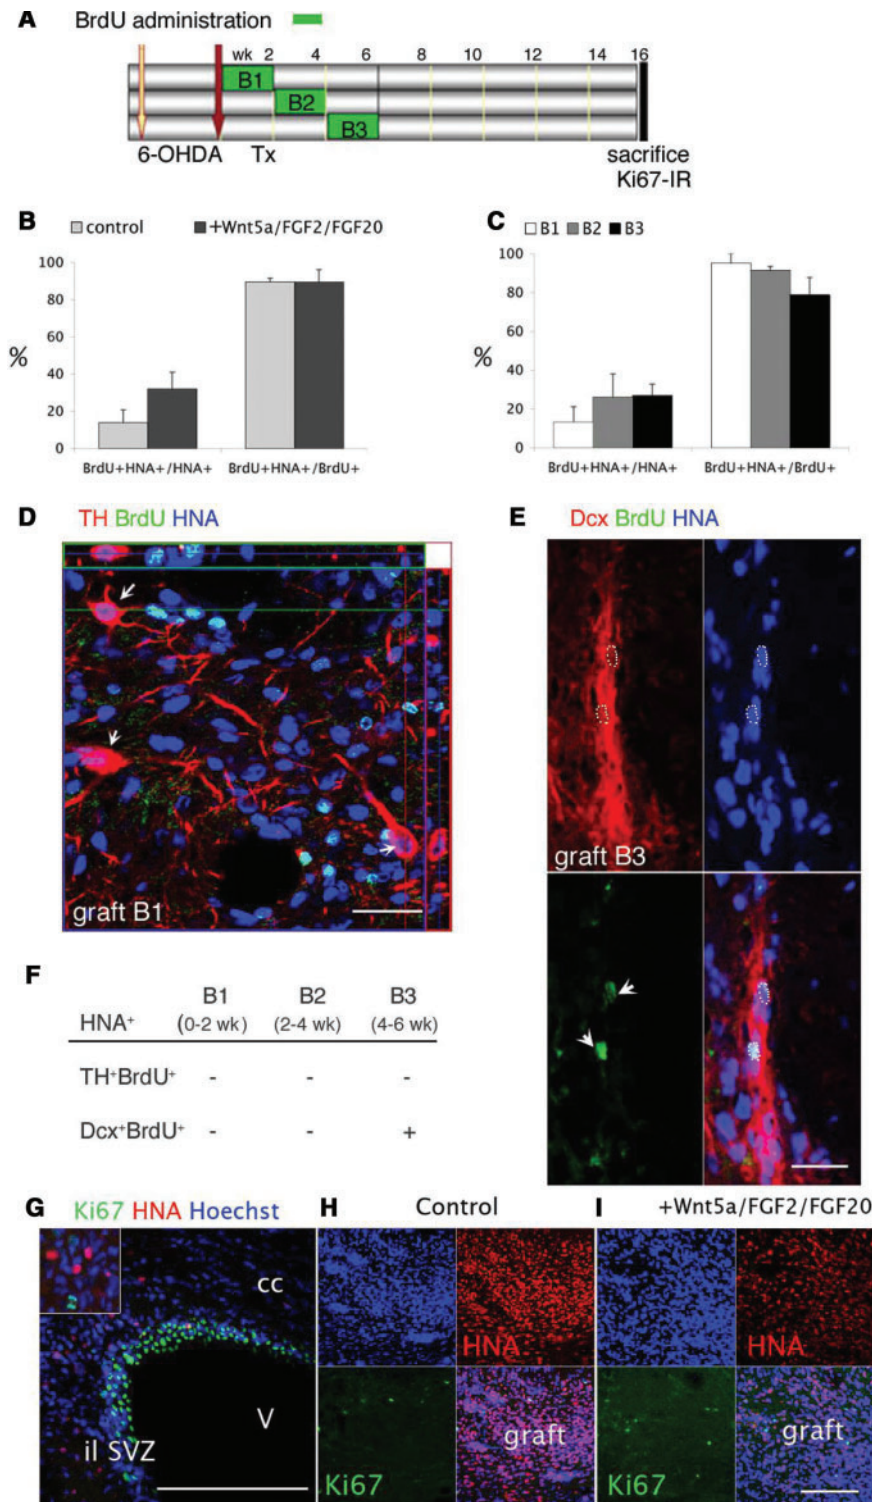 A
BrdU administration
wk 2 4 6 8 10 12 14 16
B1
B2
B3
6-OHDA Tx sacrifice
Ki67-IR
B
control +Wnt5a/FGF2/FGF20
100
80
60
%
40
20
0
BrdU+HNA+/HNA+ BrdU+HNA+/BrdU+
C
B1 B2 B3
100
80
60
%
40
20
0
BrdU+HNA+/HNA+ BrdU+HNA+/BrdU+
D TH BrdU HNA
graft B1
E Dcx BrdU HNA
graft B3
F
B1 B2 B3
HNA⁺ (0-2 wk) (2-4 wk) (4-6 wk)
TH⁺BrdU⁺ - - -
Dcx⁺BrdU⁺ - - +
G Ki67 HNA Hoechst
cc
V
il SVZ
H Control
HNA
Ki67
graft
I +Wnt5a/FGF2/FGF20
HNA
Ki67
graft